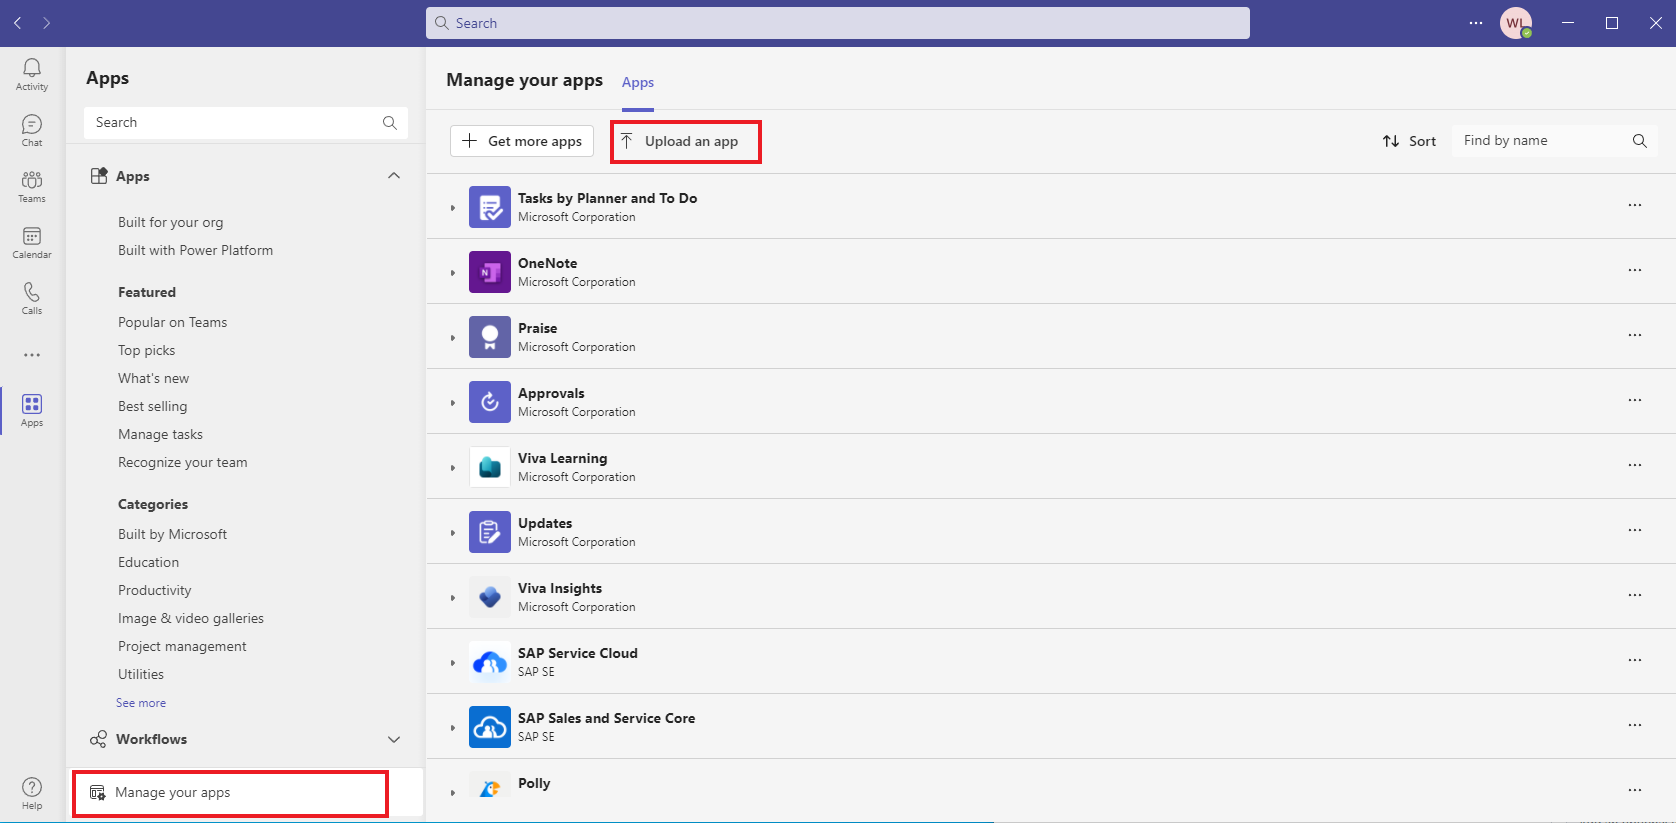 Search
WL
Activity
Chat
Teams
Calendar
Calls
Apps
Help
Apps
Search
Apps
Built for your org
Built with Power Platform
Featured
Popular on Teams
Top picks
What's new
Best selling
Manage tasks
Recognize your team
Categories
Built by Microsoft
Education
Productivity
Image & video galleries
Project management
Utilities
See more
Workflows
Manage your apps
Manage your apps Apps
Get more apps Upload an app Sort Find by name
Tasks by Planner and To Do
Microsoft Corporation
N
OneNote
Microsoft Corporation
Praise
Microsoft Corporation
Approvals
Microsoft Corporation
Viva Learning
Microsoft Corporation
Updates
Microsoft Corporation
Viva Insights
Microsoft Corporation
SAP Service Cloud
SAP SE
SAP Sales and Service Core
SAP SE
Polly